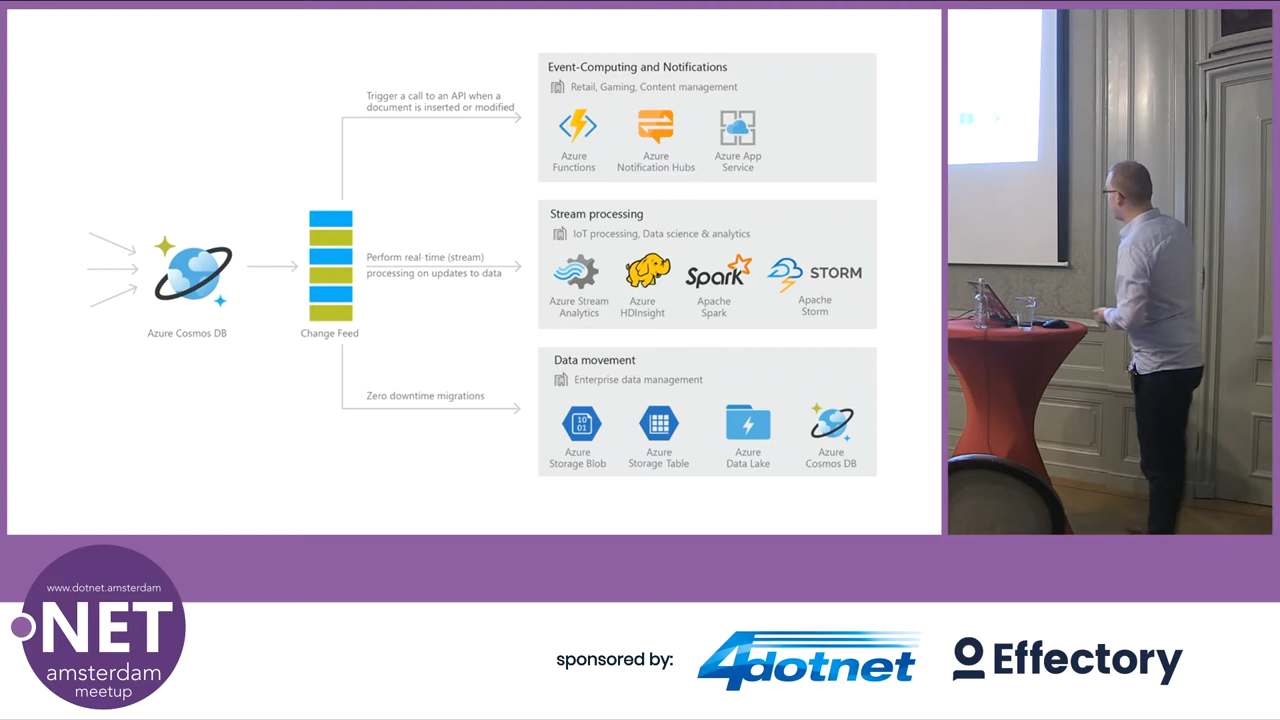 Event-Computing and Notifications
Retail, Gaming, Content management
Trigger a call to an API when a
document is inserted or modified
Azure
Functions
Azure
Notification Hubs
Azure App
Service
Stream processing
IoT processing, Data science & analytics
Perform real-time (stream)
processing on updates to data
Spark
STORM
Azure Stream
Analytics
Azure
HDInsight
Apache
Spark
Apache
Storm
Azure Cosmos DB
Change Feed
Data movement
Enterprise data management
Zero downtime migrations
10
01
Azure
Storage Blob
Azure
Storage Table
Azure
Data Lake
Azure
Cosmos DB
www.dotnet.amsterdam
.NET
amsterdam
meetup
sponsored by:
4dotnet
Effectory